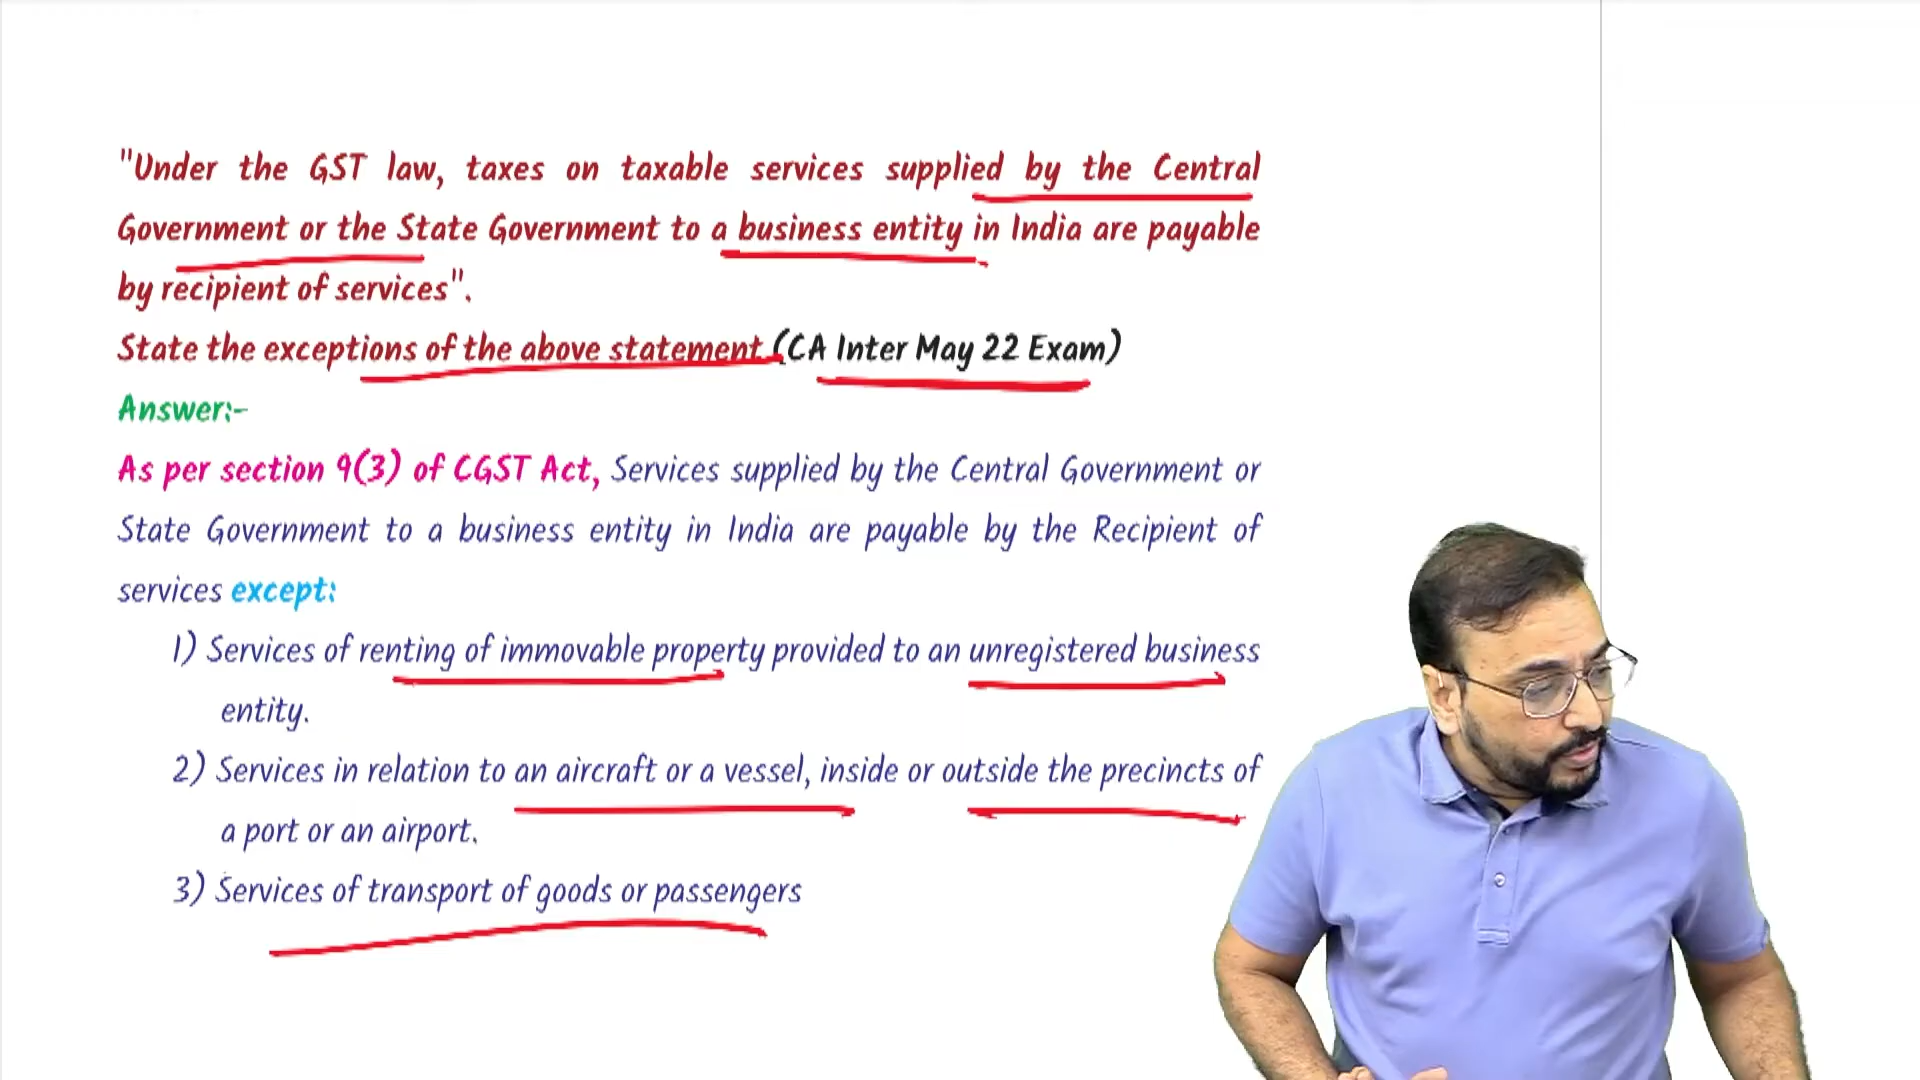 "Under the GST law, taxes on taxable services supplied by the Central
Government or the State Government to a business entity in India are payable
by recipient of services".
State the exceptions of the above statement (CA Inter May 22 Exam)
Answer:-
As per section 9(3) of CGST Act, Services supplied by the Central Government or
State Government to a business entity in India are payable by the Recipient of
services except:
1) Services of renting of immovable property provided to an unregistered business
entity.
2) Services in relation to an aircraft or a vessel, inside or outside the precincts of
a port or an airport.
3) Services of transport of goods or passengers